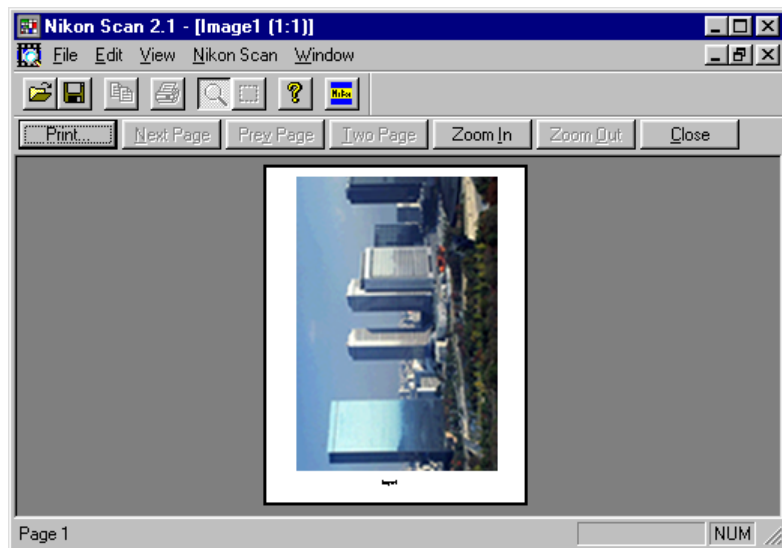 Nikon Scan 2.1 - [Image1 (1:1)]
File Edit View Nikon Scan Window
Nikon
Print... Next Page Prev Page Two Page Zoom In Zoom Out Close
Page 1 NUM